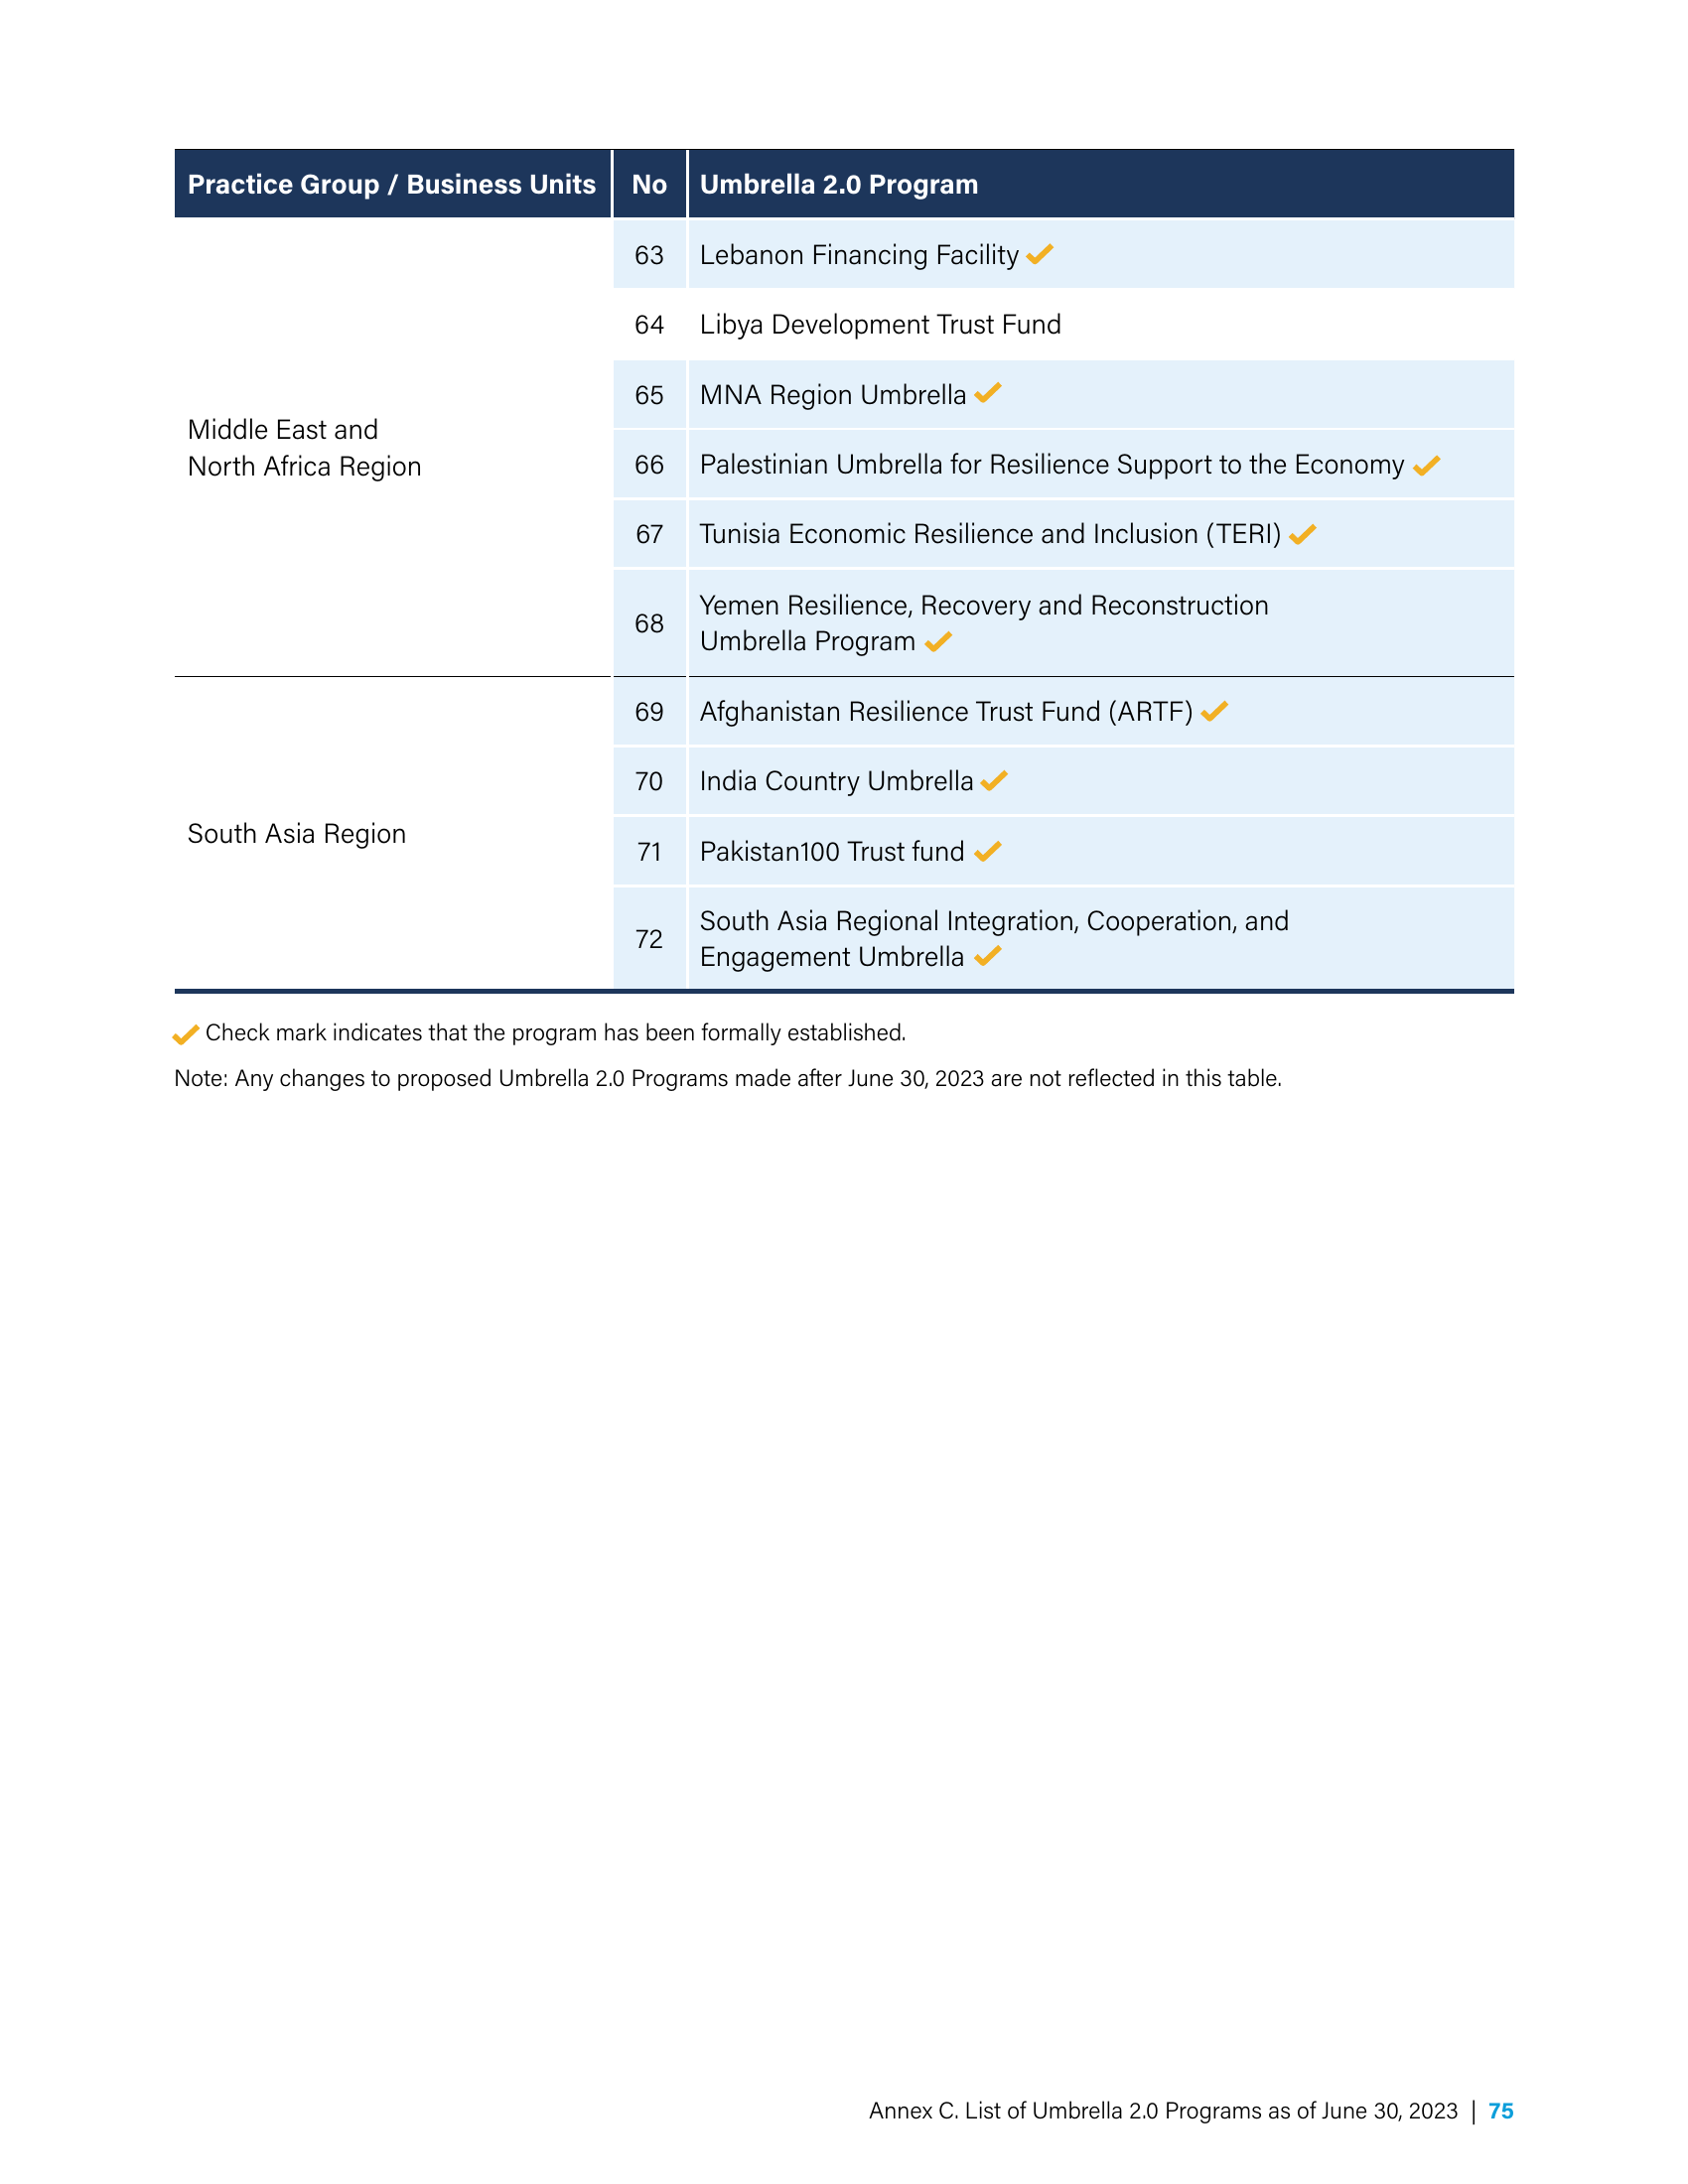 Practice Group / Business Units No Umbrella 2.0 Program
63 Lebanon Financing Facility ✓
64 Libya Development Trust Fund
65 MNA Region Umbrella ✓
Middle East and
North Africa Region
66 Palestinian Umbrella for Resilience Support to the Economy ✓
67 Tunisia Economic Resilience and Inclusion (TERI) ✓
68 Yemen Resilience, Recovery and Reconstruction
Umbrella Program ✓
69 Afghanistan Resilience Trust Fund (ARTF) ✓
70 India Country Umbrella ✓
South Asia Region
71 Pakistan100 Trust fund ✓
72 South Asia Regional Integration, Cooperation, and
Engagement Umbrella ✓
✓ Check mark indicates that the program has been formally established.
Note: Any changes to proposed Umbrella 2.0 Programs made after June 30, 2023 are not reflected in this table.
Annex C. List of Umbrella 2.0 Programs as of June 30, 2023 | 75